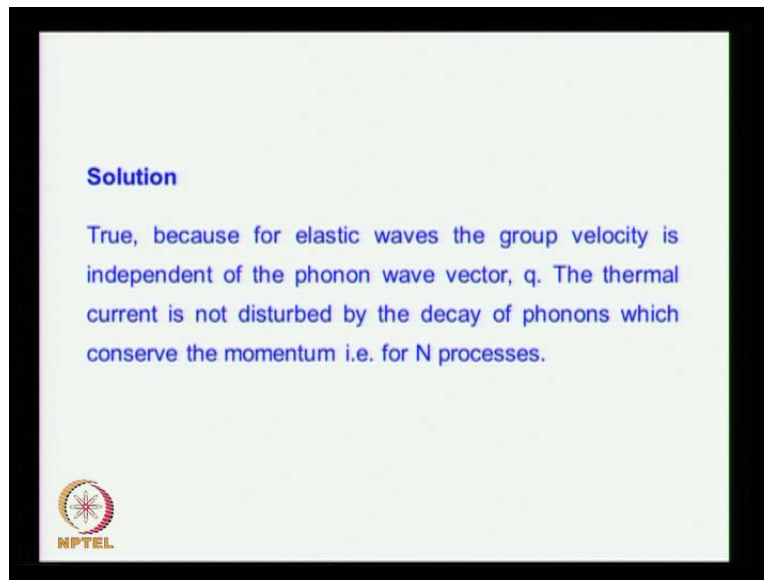 Solution
True, because for elastic waves the group velocity is
independent of the phonon wave vector, q. The thermal
current is not disturbed by the decay of phonons which
conserve the momentum i.e. for N processes.
NPTEL